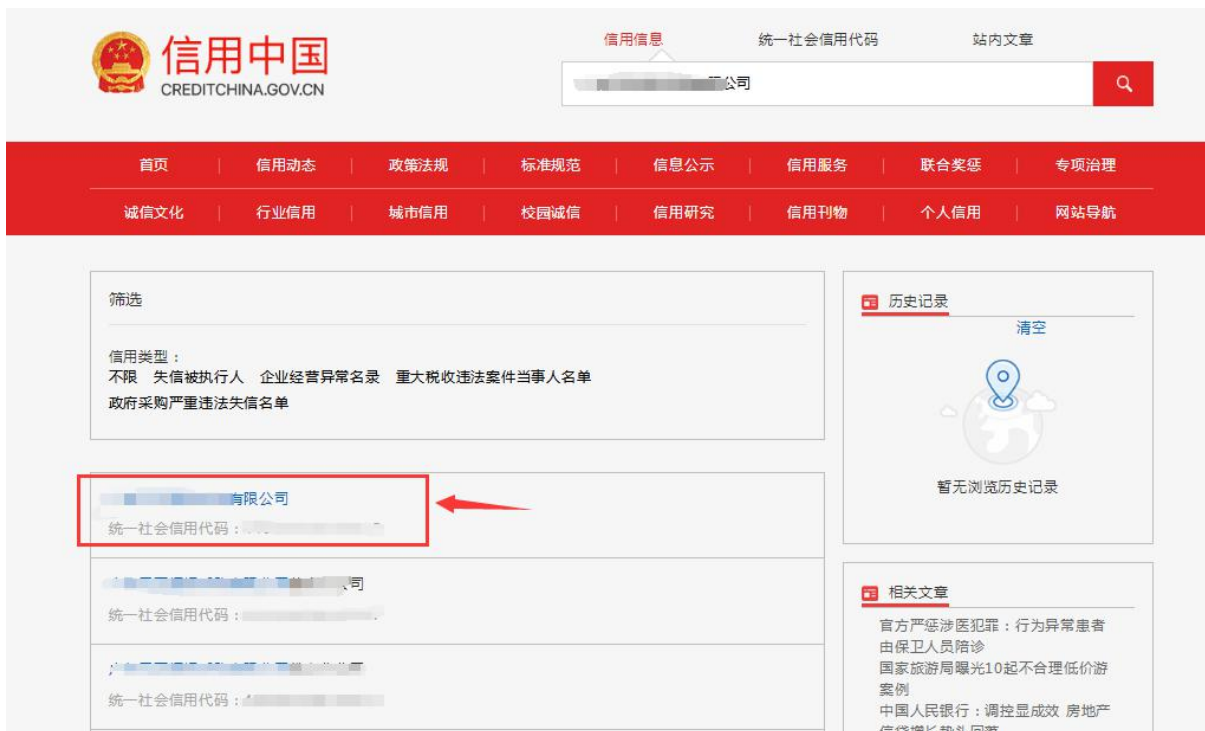 信用中国
CREDITCHINA.GOV.CN
信用信息 统一社会信用代码 站内文章
公司
首页 信用动态 政策法规 标准规范 信息公示 信用服务 联合奖惩 专项治理
诚信文化 行业信用 城市信用 校园诚信 信用研究 信用刊物 个人信用 网站导航
筛选
信用类型：
不限 失信被执行人 企业经营异常名录 重大税收违法案件当事人名单
政府采购严重违法失信名单
有限公司
统一社会信用代码：
公司
统一社会信用代码：
统一社会信用代码：
历史记录
清空
暂无浏览历史记录
相关文章
官方严惩涉医犯罪：行为异常患者
由保卫人员陪诊
国家旅游局曝光10起不合理低价游
案例
中国人民银行：调控显成效 房地产